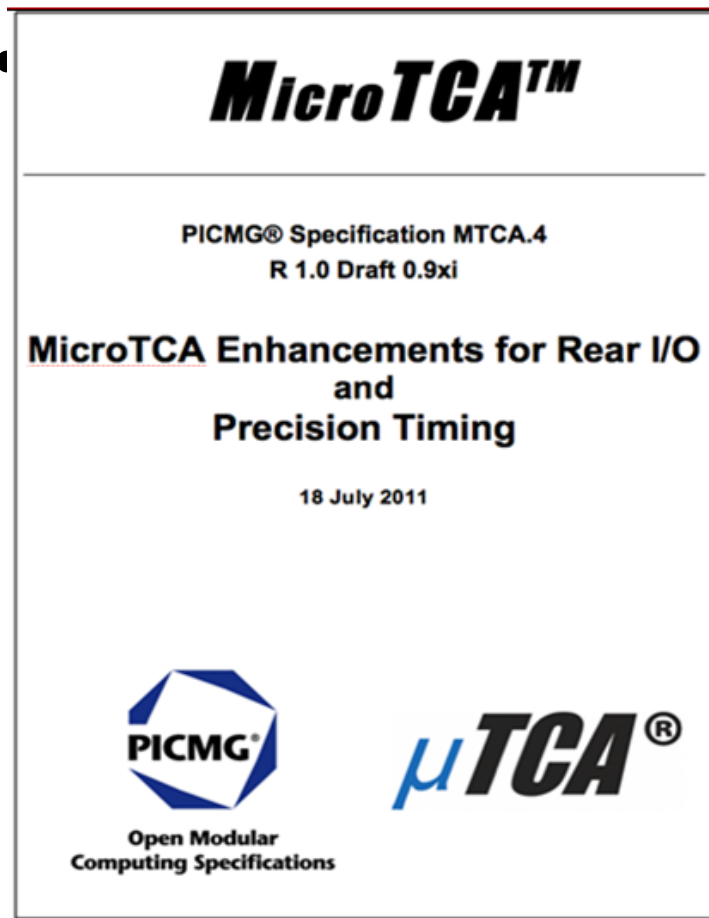 MicroTCA™
PICMG® Specification MTCA.4
R 1.0 Draft 0.9xi
MicroTCA Enhancements for Rear I/O
and
Precision Timing
18 July 2011
PICMG®
µTCA®
Open Modular
Computing Specifications